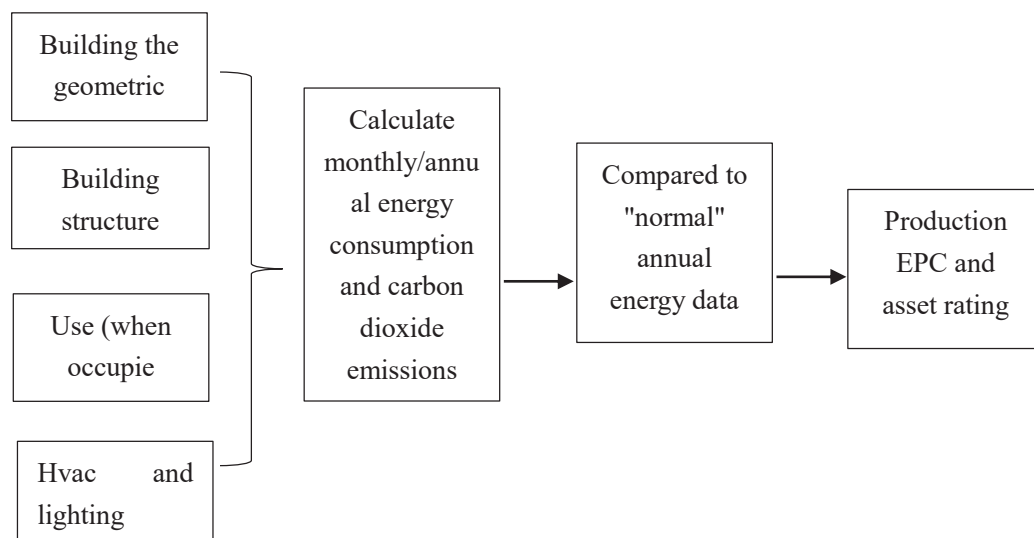 Building the
geometric
Building
structure
Use (when
occupie
Hvac and
lighting
Calculate
monthly/annu
al energy
consumption
and carbon
dioxide
emissions
Compared to
"normal"
annual
energy data
Production
EPC and
asset rating